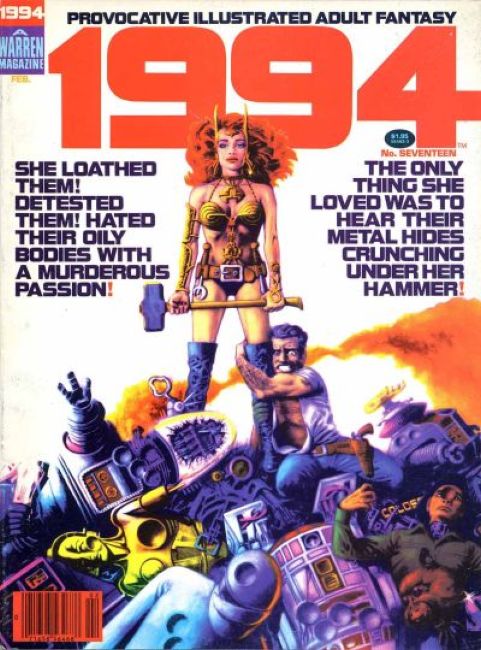 1994
WARREN
MAGAZINE
FEB.
PROVOCATIVE ILLUSTRATED ADULT FANTASY
1994
$1.95
No. SEVENTEEN
TM
SHE LOATHED
THEM!
DETESTED
THEM! HATED
THEIR OILY
BODIES WITH
A MURDEROUS
PASSION!
THE ONLY
THING SHE
LOVED WAS TO
HEAR THEIR
METAL HIDES
CRUNCHING
UNDER HER
HAMMER!